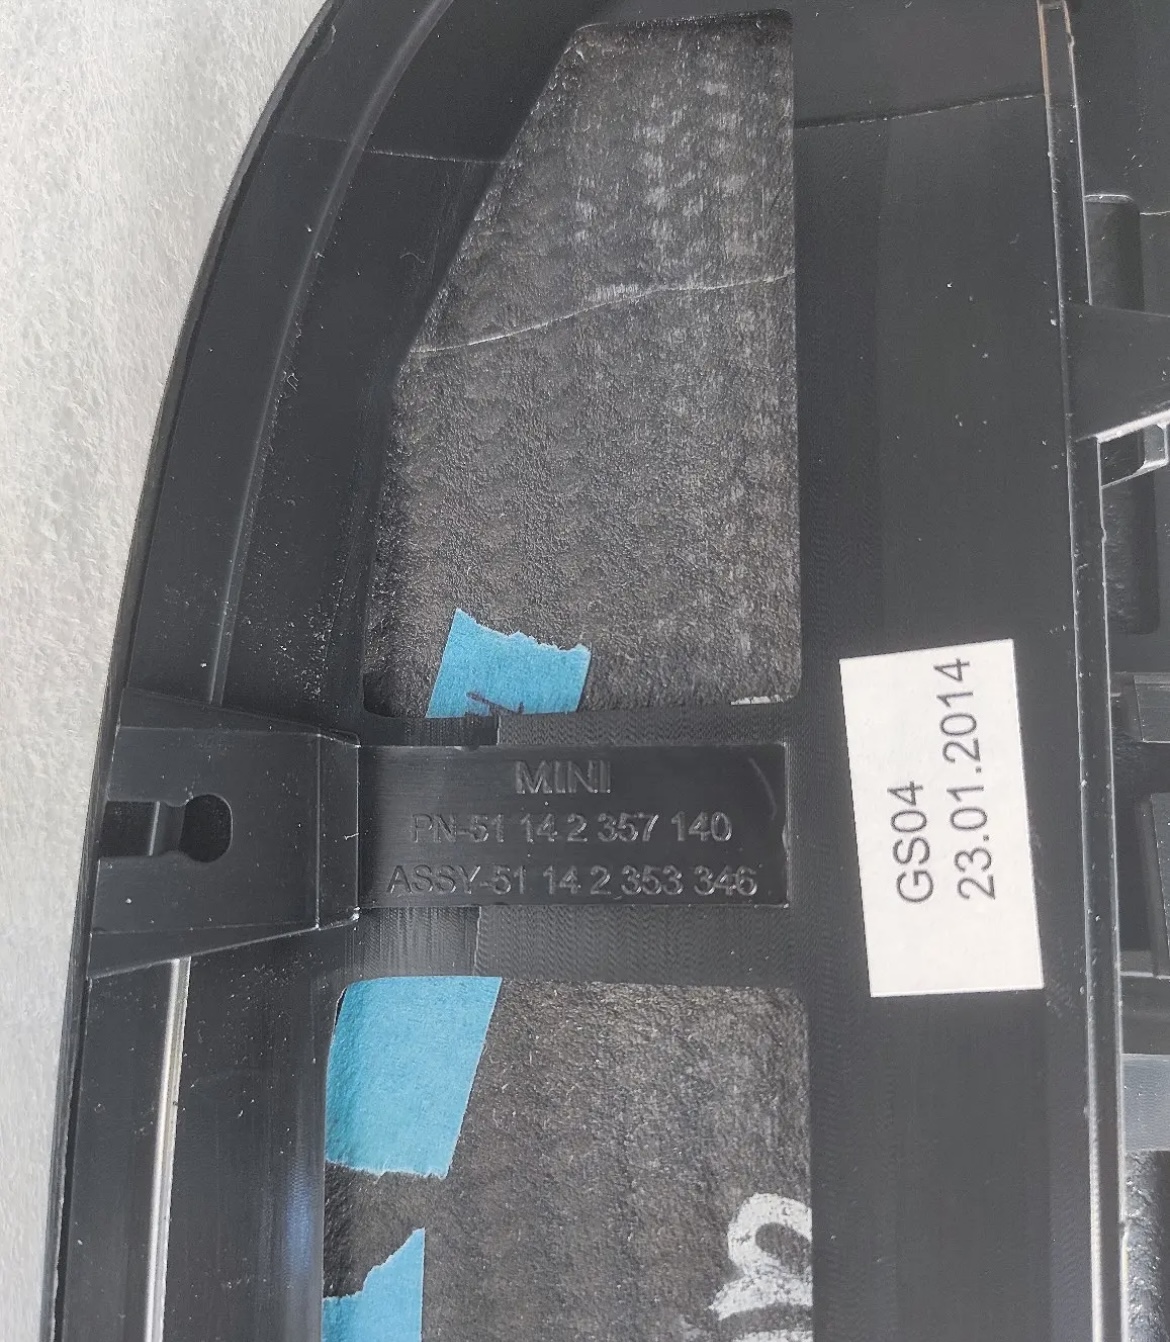 MINI
PN-51 14 2 357 140
ASSY-51 14 2 353 346
GS04
23.01.2014